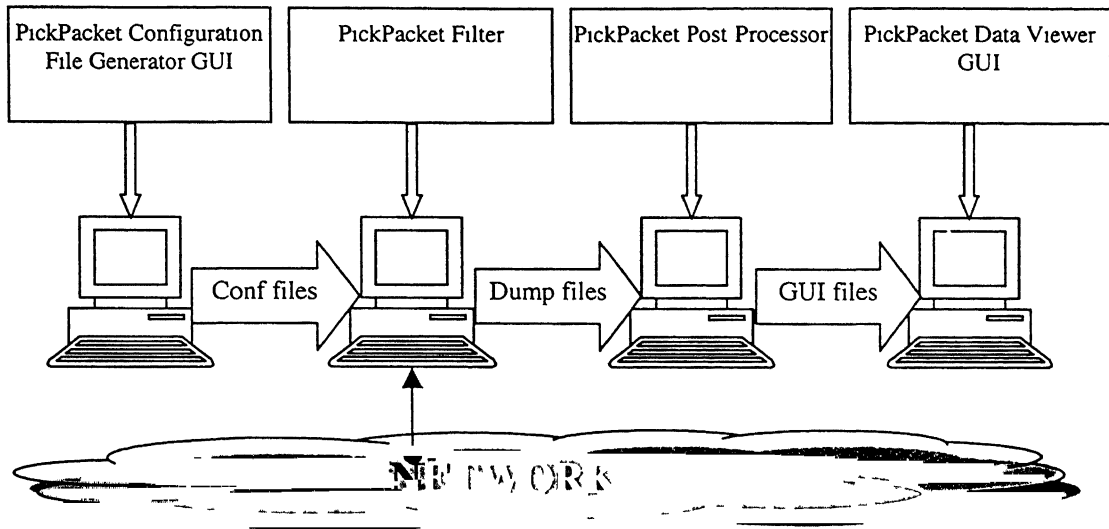 PickPacket Configuration
File Generator GUI
PickPacket Filter
PickPacket Post Processor
PickPacket Data Viewer
GUI
Conf files
Dump files
GUI files
NETWORK